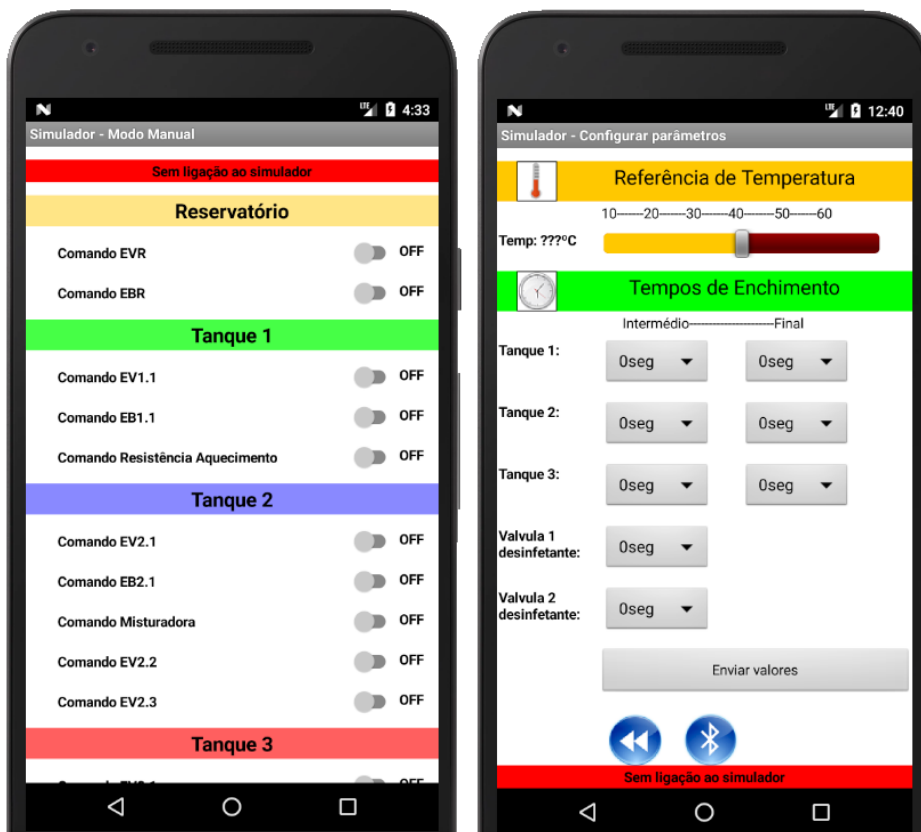 4:33
Simulador - Modo Manual
Sem ligação ao simulador
Reservatório
Comando EVR OFF
Comando EBR OFF
Tanque 1
Comando EV1.1 OFF
Comando EB1.1 OFF
Comando Resistência Aquecimento OFF
Tanque 2
Comando EV2.1 OFF
Comando EB2.1 OFF
Comando Misturadora OFF
Comando EV2.2 OFF
Comando EV2.3 OFF
Tanque 3
LTE 12:40
Simulador - Configurar parâmetros
Referência de Temperatura
10-------20-------30-------40--------50-------60
Temp: ???ºC
Tempos de Enchimento
Intermédio------------------------Final
Tanque 1: 0seg 0seg
Tanque 2: 0seg 0seg
Tanque 3: 0seg 0seg
Valvula 1
desinfetante: 0seg
Valvula 2
desinfetante: 0seg
Enviar valores
Sem ligação ao simulador